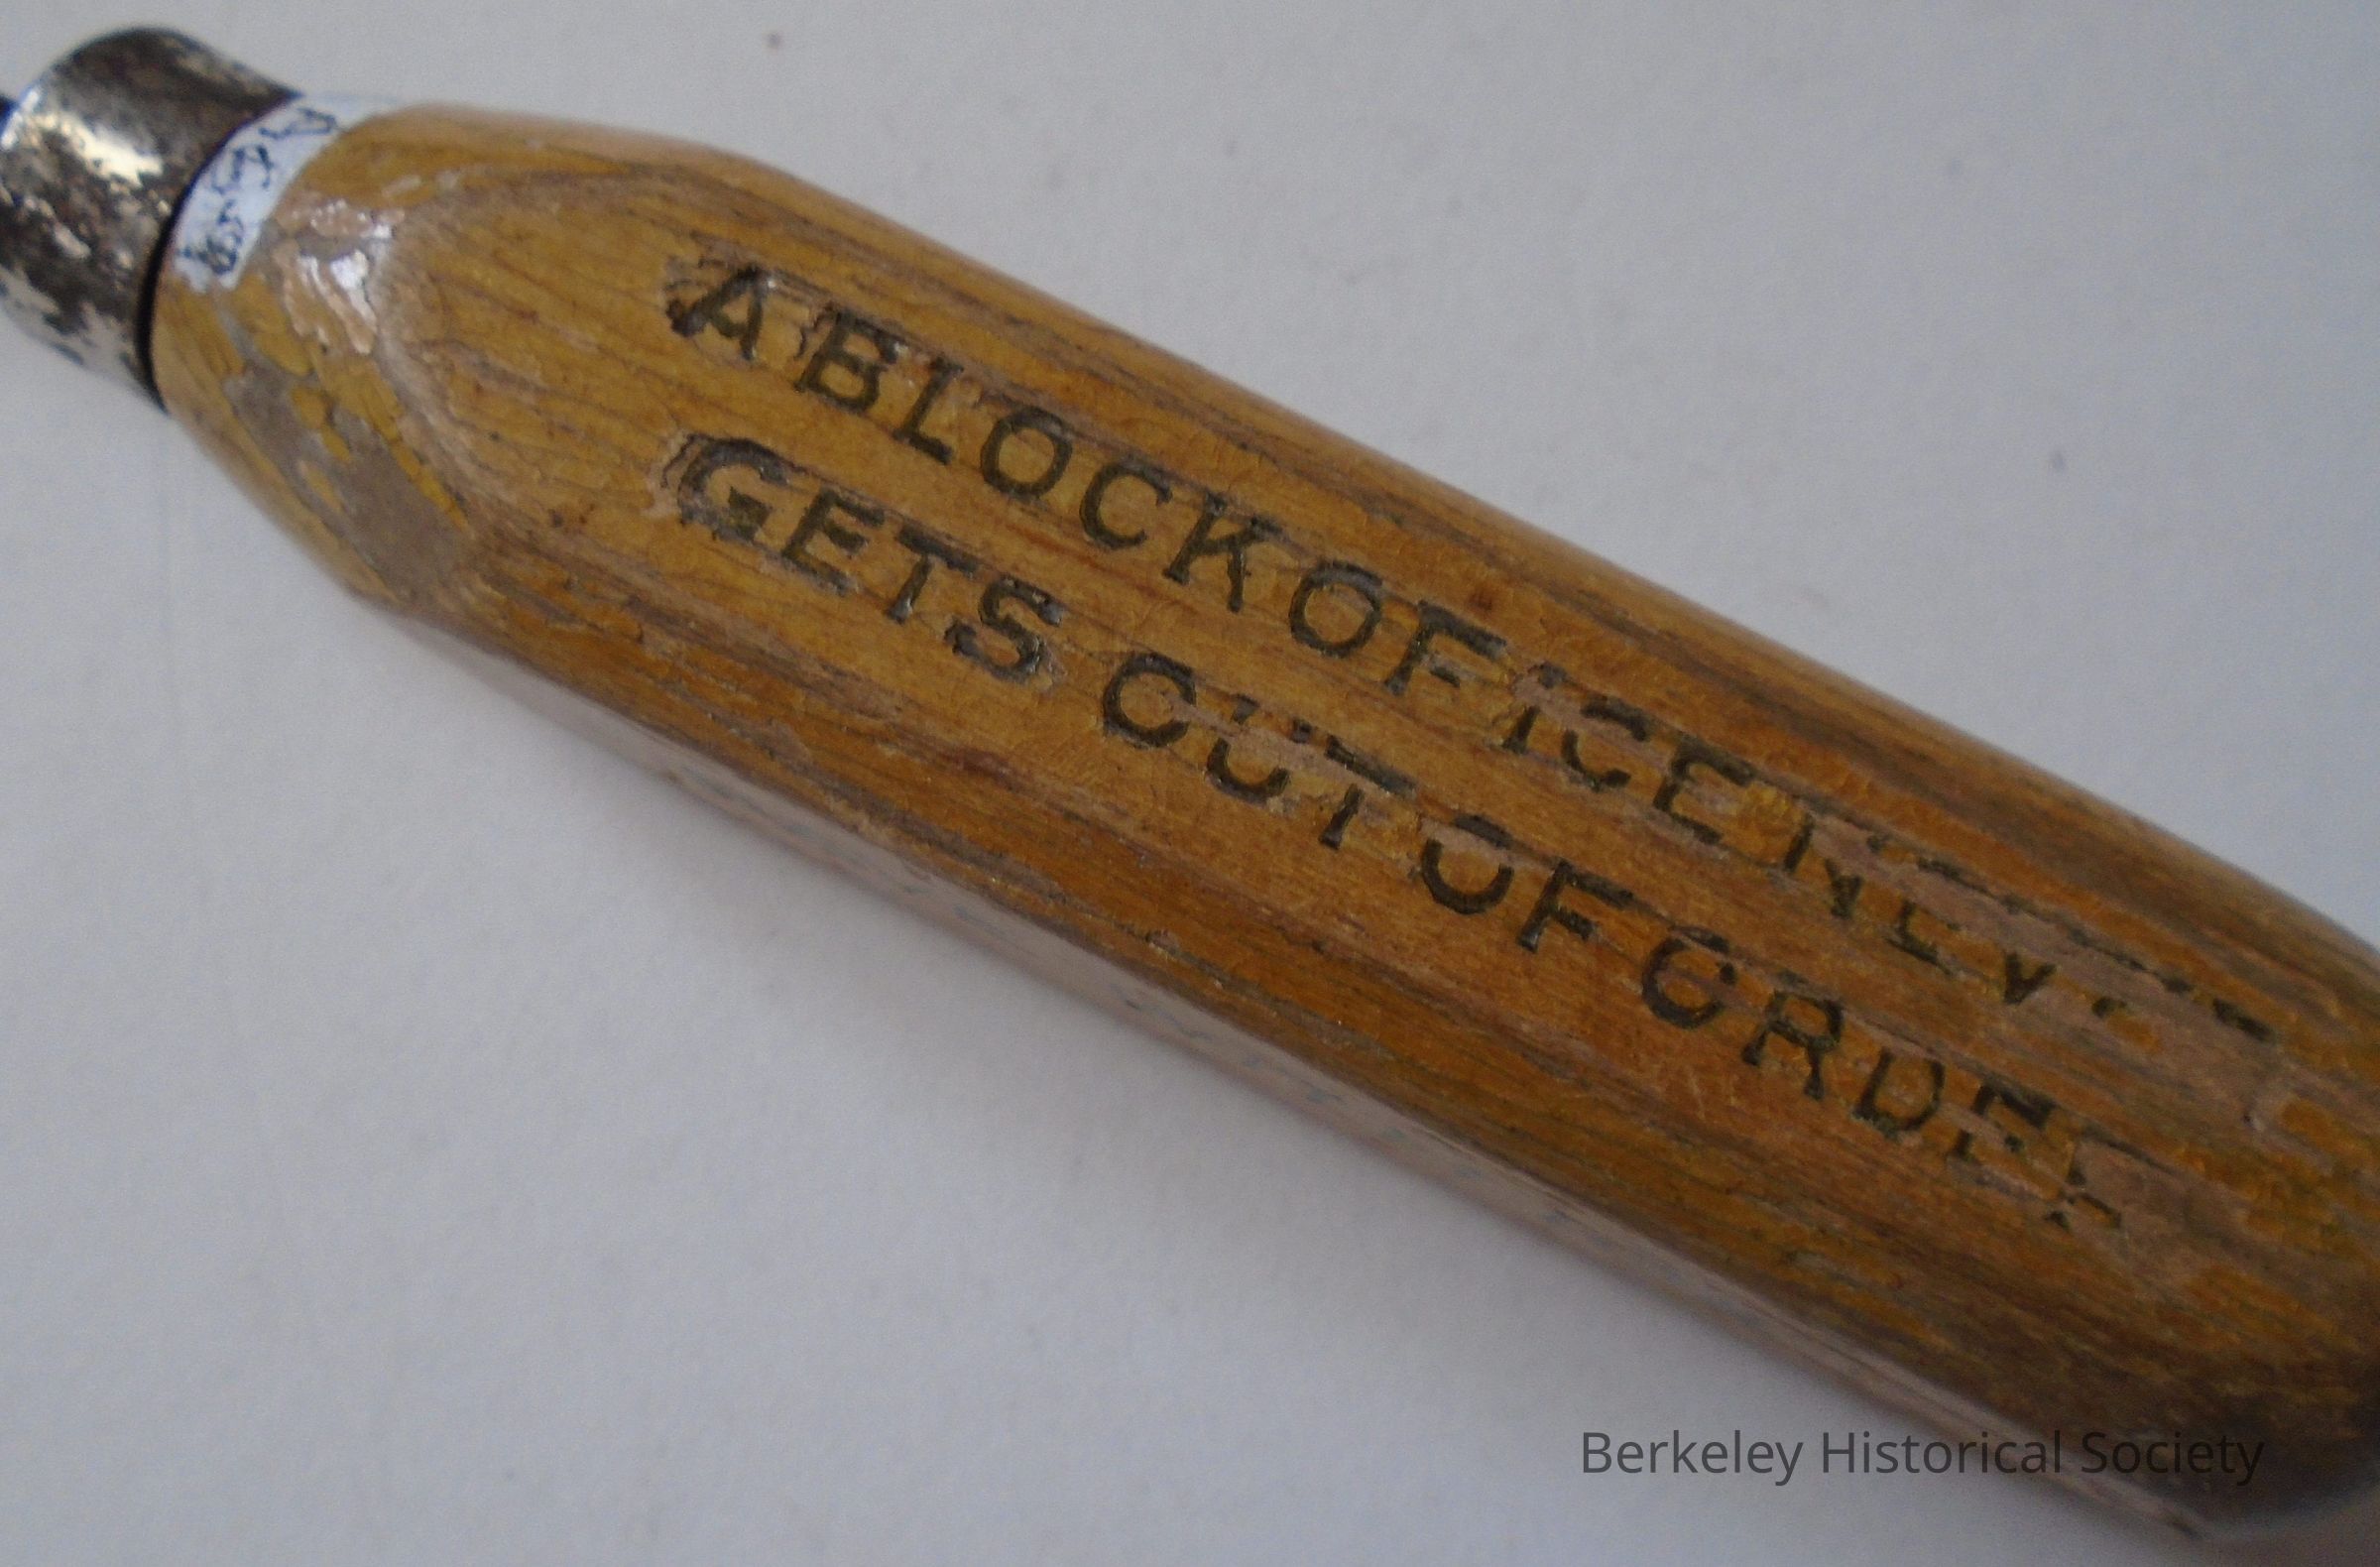 A BLOCK OF ICE NEVER
GETS OUT OF ORDER
Berkeley Historical Society